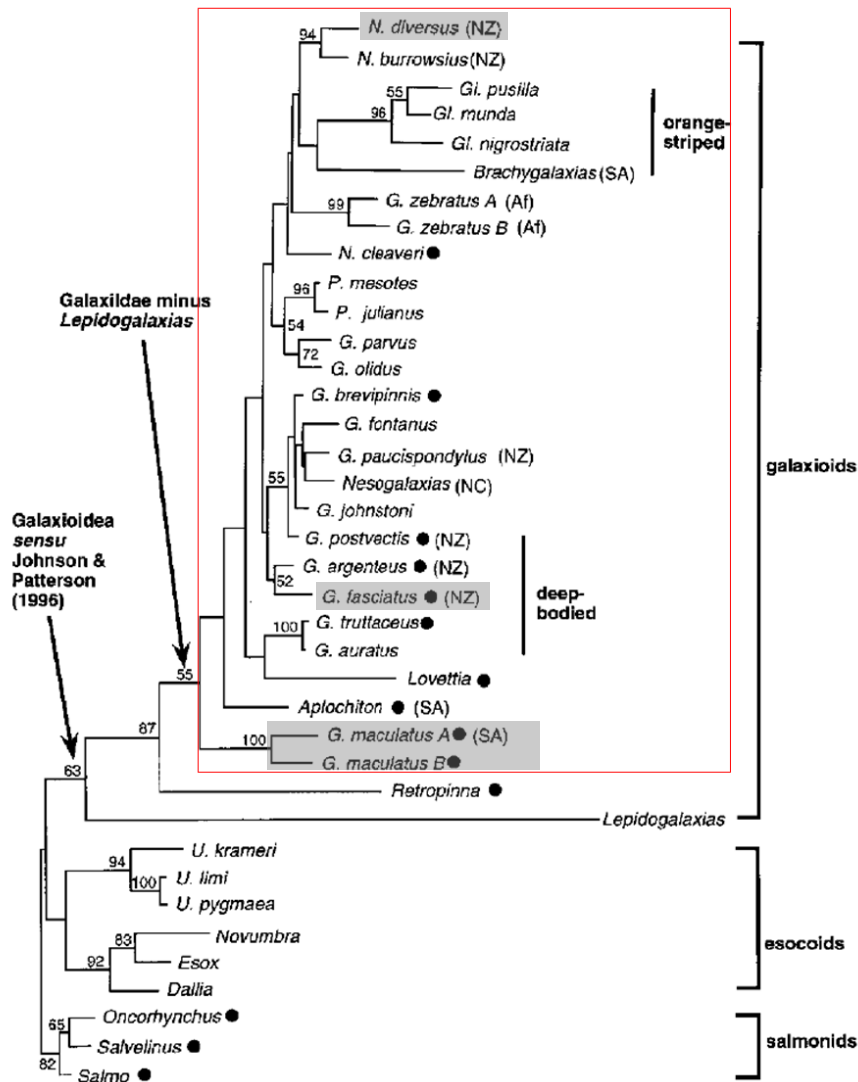 94 N. diversus (NZ)
N. burrowsius (NZ)
55 Gl. pusilla
96 Gl. munda
Gl. nigrostriata
orange-
striped
Brachygalaxias (SA)
99 G. zebratus A (Af)
G. zebratus B (Af)
N. cleaveri
96 P. mesotes
Galaxiidae minus
Lepidogalaxias
P. julianus
54
G. parvus
72
G. olidus
G. brevipinnis
G. fontanus
G. paucispondylus (NZ)
galaxioids
55
Nesogalaxias (NC)
G. johnstoni
Galaxioidea
sensu
Johnson &
Patterson
(1996)
G. postvectis (NZ)
G. argenteus (NZ)
52
G. fasciatus (NZ)
deep-
bodied
100 G. truttaceus
G. auratus
55
Lovettia
Aplochiton (SA)
87
100 G. maculatus A (SA)
G. maculatus B
63
Retropinna
Lepidogalaxias
U. krameri
94
100 U. limi
U. pygmaea
83 Novumbra
esocoids
92 Esox
Dallia
Oncorhynchus
65
Salvelinus
salmonids
82
Salmo